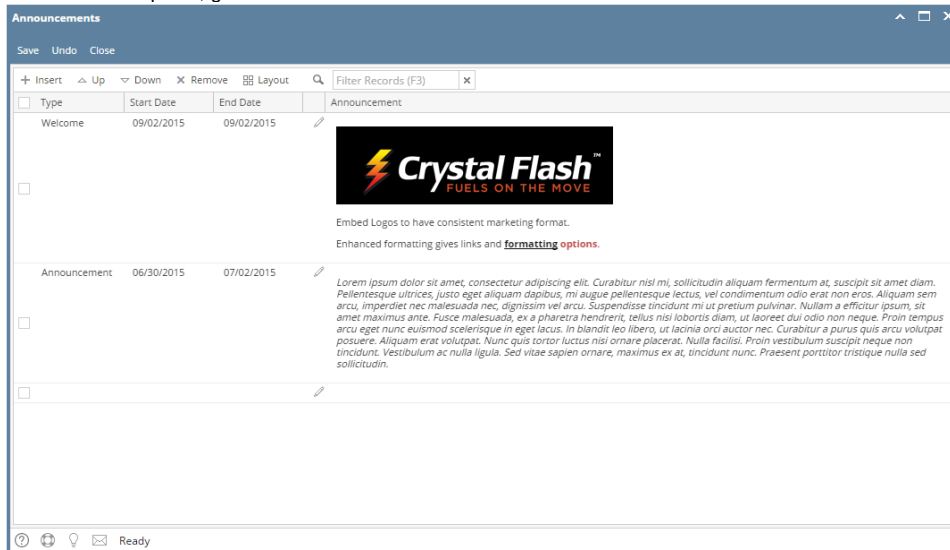 Announcements
Save Undo Close
Insert Up Down Remove Layout Filter Records (F3)
Type Start Date End Date Announcement
Welcome 09/02/2015 09/02/2015
Crystal Flash™
FUELS ON THE MOVE
Embed Logos to have consistent marketing format.
Enhanced formatting gives links and formatting options.
Announcement 06/30/2015 07/02/2015
Lorem ipsum dolor sit amet, consectetur adipiscing elit. Curabitur nisl mi, sollicitudin aliquam fermentum at, suscipit sit amet diam.
Pellentesque ultrices, justo eget aliquam dapibus, mi augue pellentesque lectus, vel condimentum odio erat non eros. Aliquam sem
arcu, imperdiet nec malesuada nec, dignissim vel arcu. Suspendisse tincidunt mi ut pretium pulvinar. Nullam a efficitur ipsum, sit
amet maximus ante. Fusce malesuada, ex a pharetra hendrerit, tellus nisl lobortis diam, ut laoreet dui odio non neque. Proin tempus
arcu eget nunc euismod scelerisque in eget lacus. In blandit leo libero, ut lacinia orci auctor nec. Curabitur a purus quis arcu volutpat
posuere. Aliquam erat volutpat. Nunc quis tortor luctus nisi ornare placerat. Nulla facilisi. Proin vestibulum suscipit neque non
tincidunt. Vestibulum ac nulla ligula. Sed vitae sapien ornare, maximus ex at, tincidunt nunc. Praesent porttitor tristique nulla sed
sollicitudin.
Ready